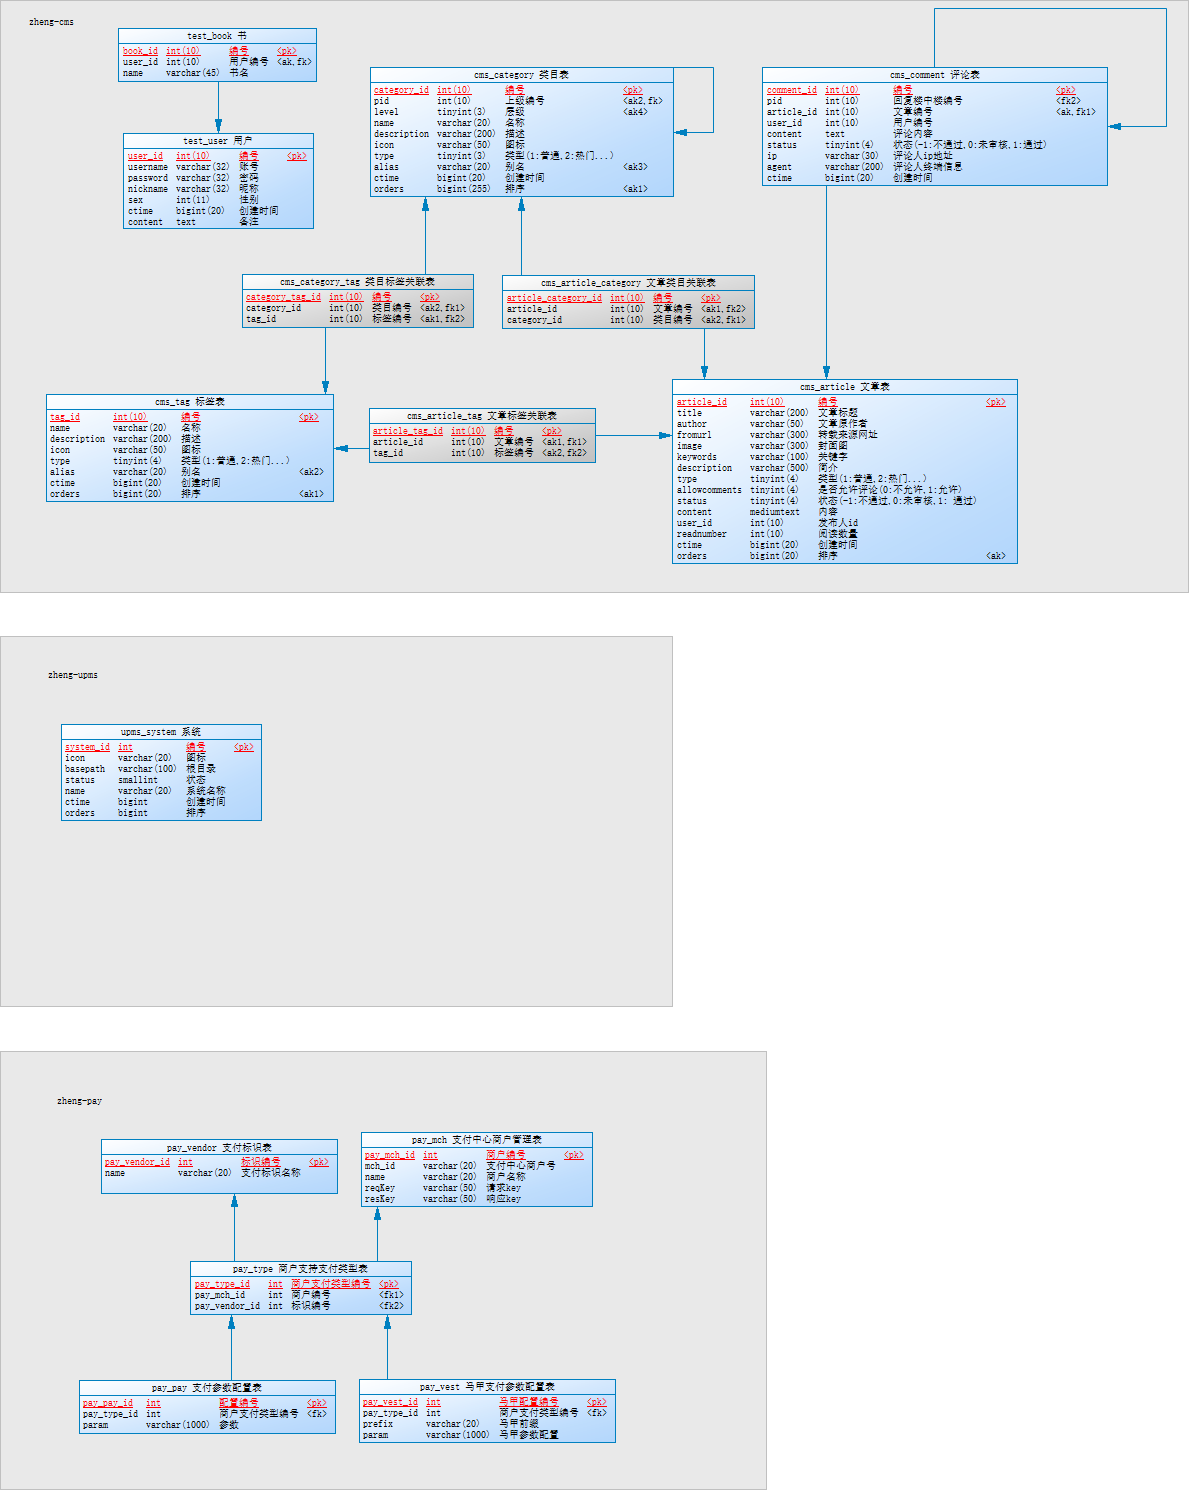 zheng-cms
test_book 书
book_id int(10) 编号 <pk>
user_id int(10) 用户编号 <ak,fk>
name varchar(45) 书名
test_user 用户
user_id int(10) 编号 <pk>
username varchar(32) 账号
password varchar(32) 密码
nickname varchar(32) 昵称
sex int(11) 性别
ctime bigint(20) 创建时间
content text 备注
cms_category 类目表
category_id int(10) 编号 <pk>
pid int(10) 上级编号 <ak2,fk>
level tinyint(3) 层级 <ak4>
name varchar(20) 名称
description varchar(200) 描述
icon varchar(50) 图标
type tinyint(3) 类型(1:普通,2:热门...)
alias varchar(20) 别名 <ak3>
ctime bigint(20) 创建时间
orders bigint(255) 排序 <ak1>
cms_comment 评论表
comment_id int(10) 编号 <pk>
pid int(10) 回复楼中楼编号 <fk2>
article_id int(10) 文章编号 <ak,fk1>
user_id int(10) 用户编号
content text 评论内容
status tinyint(4) 状态(-1:不通过,0:未审核,1:通过)
ip varchar(30) 评论人ip地址
agent varchar(200) 评论人终端信息
ctime bigint(20) 创建时间
cms_category_tag 类目标签关联表
category_tag_id int(10) 编号 <pk>
category_id int(10) 类目编号 <ak2,fk1>
tag_id int(10) 标签编号 <ak1,fk2>
cms_article_category 文章类目关联表
article_category_id int(10) 编号 <pk>
article_id int(10) 文章编号 <ak1,fk2>
category_id int(10) 类目编号 <ak2,fk1>
cms_tag 标签表
tag_id int(10) 编号 <pk>
name varchar(20) 名称
description varchar(200) 描述
icon varchar(50) 图标
type tinyint(4) 类型(1:普通,2:热门...)
alias varchar(20) 别名 <ak2>
ctime bigint(20) 创建时间
orders bigint(20) 排序 <ak1>
cms_article_tag 文章标签关联表
article_tag_id int(10) 编号 <pk>
article_id int(10) 文章编号 <ak1,fk1>
tag_id int(10) 标签编号 <ak2,fk2>
cms_article 文章表
article_id int(10) 编号 <pk>
title varchar(200) 文章标题
author varchar(50) 文章原作者
fromurl varchar(300) 转载来源网址
image varchar(300) 封面图
keywords varchar(100) 关键字
description varchar(500) 简介
type tinyint(4) 类型(1:普通,2:热门...)
allowcomments tinyint(4) 是否允许评论(0:不允许,1:允许)
status tinyint(4) 状态(-1:不通过,0:未审核,1: 通过)
content mediumtext 内容
user_id int(10) 发布人id
readnumber int(10) 阅读数量
ctime bigint(20) 创建时间
orders bigint(20) 排序 <ak>
zheng-upms
upms_system 系统
system_id int 编号 <pk>
icon varchar(20) 图标
basepath varchar(100) 根目录
status smallint 状态
name varchar(20) 系统名称
ctime bigint 创建时间
orders bigint 排序
zheng-pay
pay_vendor 支付标识表
pay_vendor_id int 标识编号 <pk>
name varchar(20) 支付标识名称
pay_mch 支付中心商户管理表
pay_mch_id int 商户编号 <pk>
mch_id varchar(20) 支付中心商户号
name varchar(20) 商户名称
reqKey varchar(50) 请求key
resKey varchar(50) 响应key
pay_type 商户支持支付类型表
pay_type_id int 商户支付类型编号 <pk>
pay_mch_id int 商户编号 <fk1>
pay_vendor_id int 标识编号 <fk2>
pay_pay 支付参数配置表
pay_pay_id int 配置编号 <pk>
pay_type_id int 商户支付类型编号 <fk>
param varchar(1000) 参数
pay_vest 马甲支付参数配置表
pay_vest_id int 马甲配置编号 <pk>
pay_type_id int 商户支付类型编号 <fk>
prefix varchar(20) 马甲前缀
param varchar(1000) 马甲参数配置